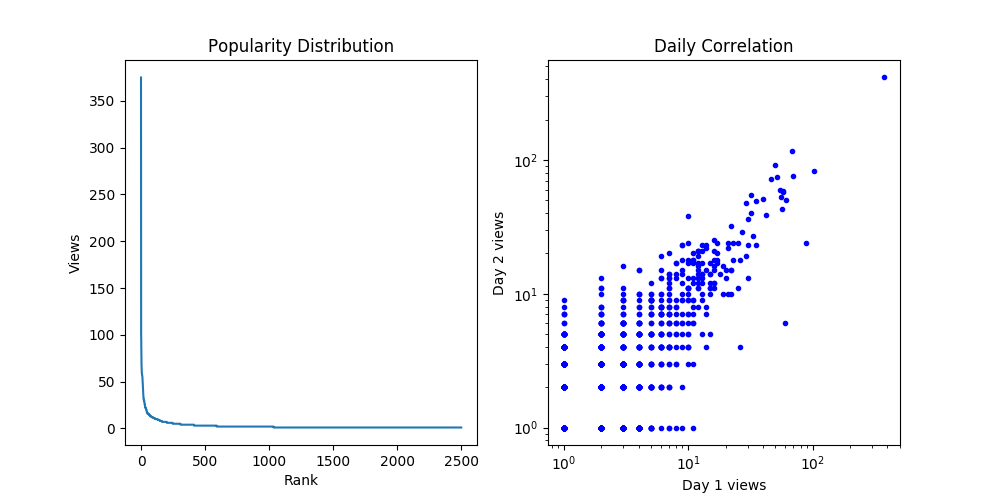 Popularity Distribution
Views
350
300
250
200
150
100
50
0
0 500 1000 1500 2000 2500
Rank
Daily Correlation
Day 2 views
10²
10¹
10⁰
10⁰ 10¹ 10²
Day 1 views